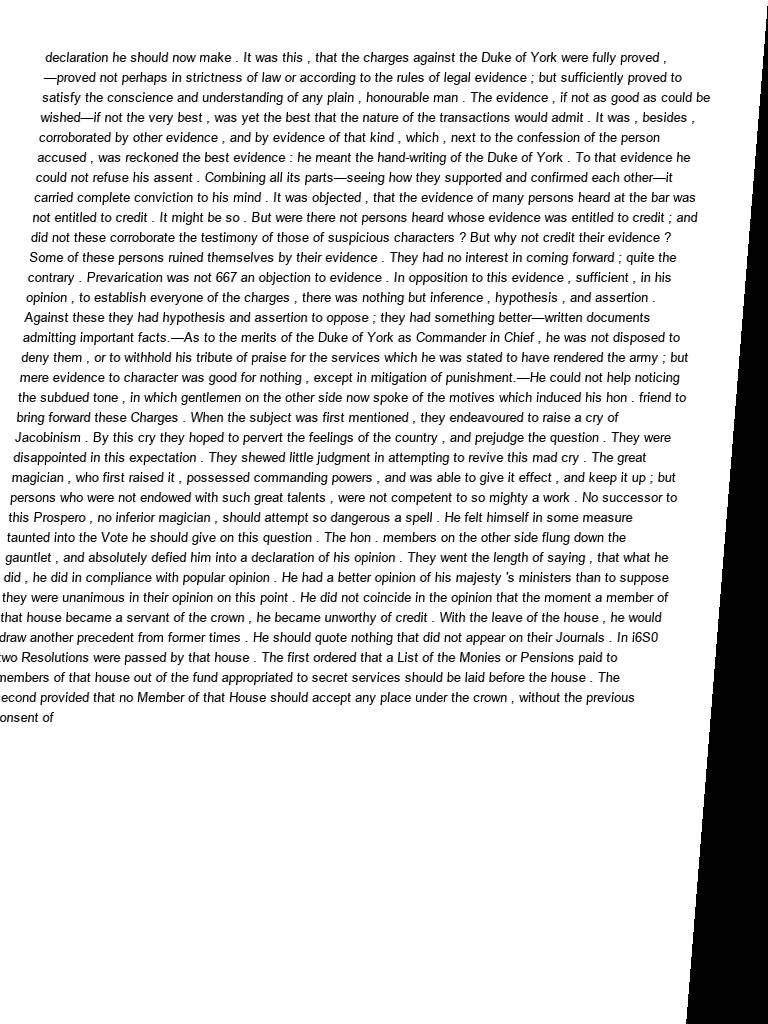 declaration he should now make . It was this , that the charges against the Duke of York were fully proved ,
—proved not perhaps in strictness of law or according to the rules of legal evidence ; but sufficiently proved to
satisfy the conscience and understanding of any plain , honourable man . The evidence , if not as good as could be
wished—if not the very best , was yet the best that the nature of the transactions would admit . It was , besides ,
corroborated by other evidence , and by evidence of that kind , which , next to the confession of the person
accused , was reckoned the best evidence : he meant the hand-writing of the Duke of York . To that evidence he
could not refuse his assent . Combining all its parts—seeing how they supported and confirmed each other—it
carried complete conviction to his mind . It was objected , that the evidence of many persons heard at the bar was
not entitled to credit . It might be so . But were there not persons heard whose evidence was entitled to credit ; and
did not these corroborate the testimony of those of suspicious characters ? But why not credit their evidence ?
Some of these persons ruined themselves by their evidence . They had no interest in coming forward ; quite the
contrary . Prevarication was not 667 an objection to evidence . In opposition to this evidence , sufficient , in his
opinion , to establish everyone of the charges , there was nothing but inference , hypothesis , and assertion .
Against these they had hypothesis and assertion to oppose ; they had something better—written documents
admitting important facts.—As to the merits of the Duke of York as Commander in Chief , he was not disposed to
deny them , or to withhold his tribute of praise for the services which he was stated to have rendered the army ; but
mere evidence to character was good for nothing , except in mitigation of punishment.—He could not help noticing
the subdued tone , in which gentlemen on the other side now spoke of the motives which induced his hon . friend to
bring forward these Charges . When the subject was first mentioned , they endeavoured to raise a cry of
Jacobinism . By this cry they hoped to pervert the feelings of the country , and prejudge the question . They were
disappointed in this expectation . They shewed little judgment in attempting to revive this mad cry . The great
magician , who first raised it , possessed commanding powers , and was able to give it effect , and keep it up ; but
persons who were not endowed with such great talents , were not competent to so mighty a work . No successor to
this Prospero , no inferior magician , should attempt so dangerous a spell . He felt himself in some measure
taunted into the Vote he should give on this question . The hon . members on the other side flung down the
gauntlet , and absolutely defied him into a declaration of his opinion . They went the length of saying , that what he
did , he did in compliance with popular opinion . He had a better opinion of his majesty 's ministers than to suppose
they were unanimous in their opinion on this point . He did not coincide in the opinion that the moment a member of
that house became a servant of the crown , he became unworthy of credit . With the leave of the house , he would
draw another precedent from former times . He should quote nothing that did not appear on their Journals . In i6S0
two Resolutions were passed by that house . The first ordered that a List of the Monies or Pensions paid to
members of that house out of the fund appropriated to secret services should be laid before the house . The
second provided that no Member of that House should accept any place under the crown , without the previous
onsent of